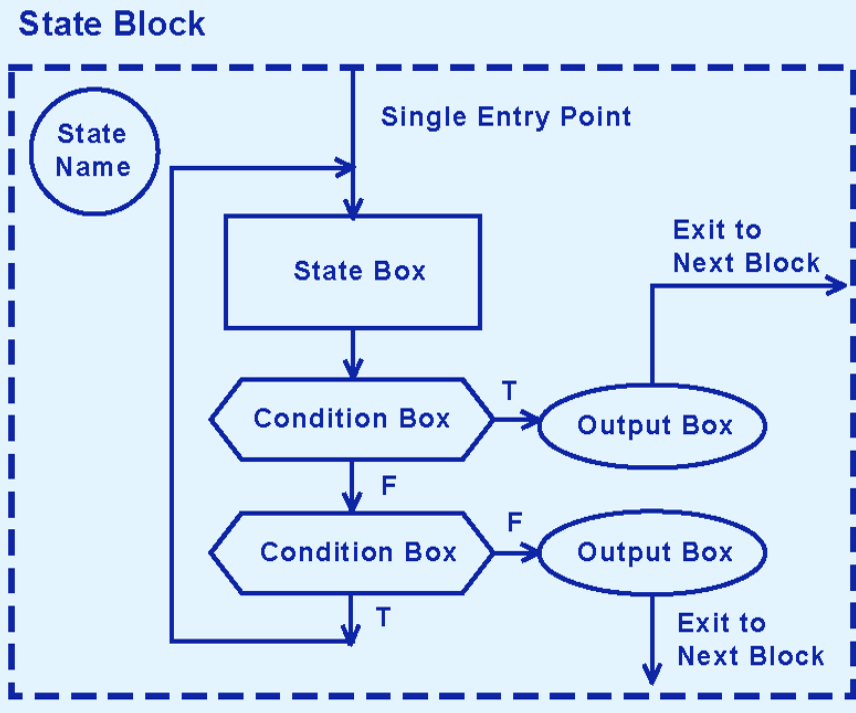 State Block
State
Name
Single Entry Point
State Box
Exit to
Next Block
Condition Box
T
Output Box
F
Condition Box
F
Output Box
T
Exit to
Next Block